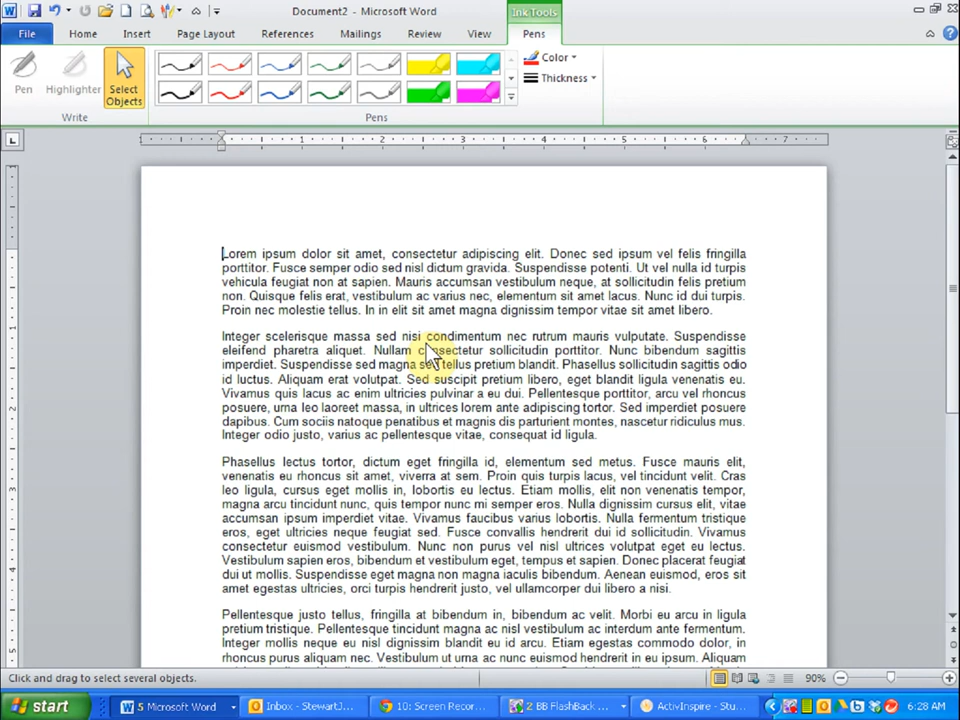 Document2 - Microsoft Word
Ink Tools
File Home Insert Page Layout References Mailings Review View Pens
Pen Highlighter Select Objects
Color
Thickness
Write Pens
1 1 2 3 4 5 6 7
Lorem ipsum dolor sit amet, consectetur adipiscing elit. Donec sed ipsum vel felis fringilla
porttitor. Fusce semper odio sed nisl dictum gravida. Suspendisse potenti. Ut vel nulla id turpis
vehicula feugiat non at sapien. Mauris accumsan vestibulum neque, at sollicitudin felis pretium
non. Quisque felis erat, vestibulum ac varius nec, elementum sit amet lacus. Nunc id dui turpis.
Proin nec molestie tellus. In in elit sit amet magna dignissim tempor vitae sit amet libero.
Integer scelerisque massa sed nisi condimentum nec rutrum mauris vulputate. Suspendisse
eleifend pharetra aliquet. Nullam consectetur sollicitudin porttitor. Nunc bibendum sagittis
imperdiet. Suspendisse sed magna sed tellus pretium blandit. Phasellus sollicitudin sagittis odio
id luctus. Aliquam erat volutpat. Sed suscipit pretium libero, eget blandit ligula venenatis eu.
Vivamus quis lacus ac enim ultricies pulvinar a eu dui. Pellentesque porttitor, arcu vel rhoncus
posuere, urna leo laoreet massa, in ultrices lorem ante adipiscing tortor. Sed imperdiet posuere
dapibus. Cum sociis natoque penatibus et magnis dis parturient montes, nascetur ridiculus mus.
Integer odio justo, varius ac pellentesque vitae, consequat id ligula.
Phasellus lectus tortor, dictum eget fringilla id, elementum sed metus. Fusce mauris elit,
venenatis eu rhoncus sit amet, viverra at sem. Proin quis turpis lacus, vel tincidunt velit. Cras
leo ligula, cursus eget mollis in, lobortis eu lectus. Etiam mollis, elit non venenatis tempor,
magna arcu tincidunt nunc, quis tempor nunc mi semper eros. Nulla dignissim cursus elit, vitae
accumsan ipsum imperdiet vitae. Vivamus faucibus varius lobortis. Nulla fermentum tristique
eros, eget ultricies neque feugiat sed. Fusce convallis hendrerit dui id sollicitudin. Vivamus
consectetur euismod vestibulum. Nunc non purus vel nisl ultrices volutpat eget eu lectus.
Vestibulum sapien eros, bibendum et vestibulum eget, tempus et sapien. Donec placerat feugiat
dui ut mollis. Suspendisse eget magna non magna iaculis bibendum. Aenean euismod, eros sit
amet egestas ultricies, orci turpis hendrerit justo, vel ullamcorper dui libero a nisi.
Pellentesque justo tellus, fringilla at bibendum in, bibendum ac velit. Morbi eu arcu in ligula
pretium tristique. Pellentesque tincidunt magna ac nisl vestibulum ac interdum ante fermentum.
Integer mollis neque eu nisl dignissim blandit eu id arcu. Etiam egestas commodo dolor, in
rhoncus purus aliquam nec. Vestibulum ut urna ac nunc euismod hendrerit in eu ipsum. Aliquam
Click and drag to select several objects.
90%
start 5 Microsoft Word Inbox - StewartJ... 10: Screen Recor... 2 BB FlashBack ... ActivInspire - Stu... 6:28 AM